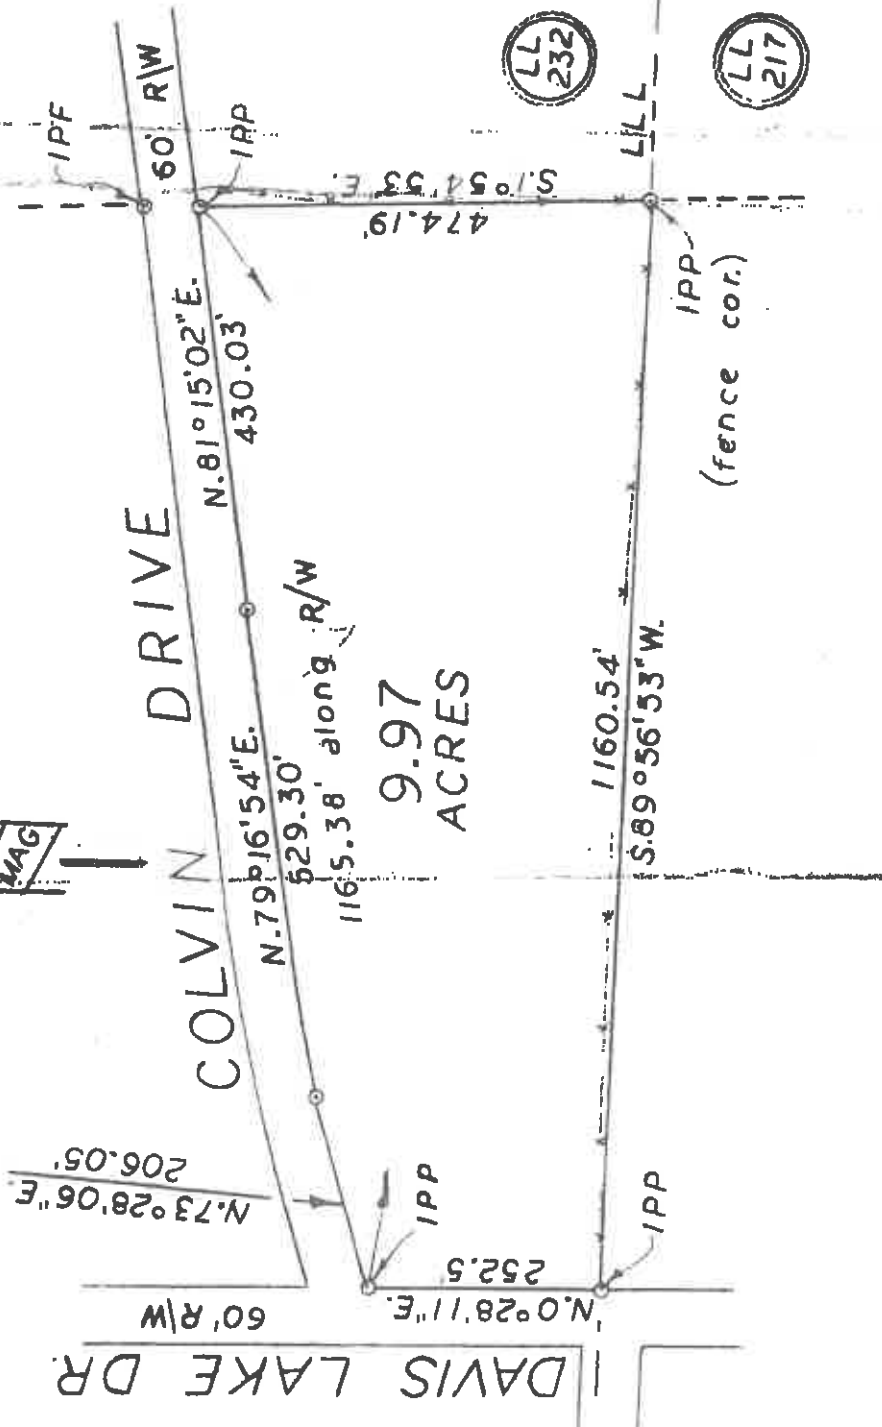 MAG
COLVIN DRIVE
60' R/W
IPF
IPP
N.73°28'06"E.
206.05'
N.79°16'54"E.
529.30'
1165.38' along R/W
N.81°15'02"E.
430.03'
9.97
ACRES
S.1°54'53"E.
474.19'
LL
232
LLL
LL
217
IPP
(fence cor.)
1160.54'
S.89°56'53"W.
IPP
IPP
N.0°28'11"E.
252.5
60' R/W
DAVIS LAKE DR.